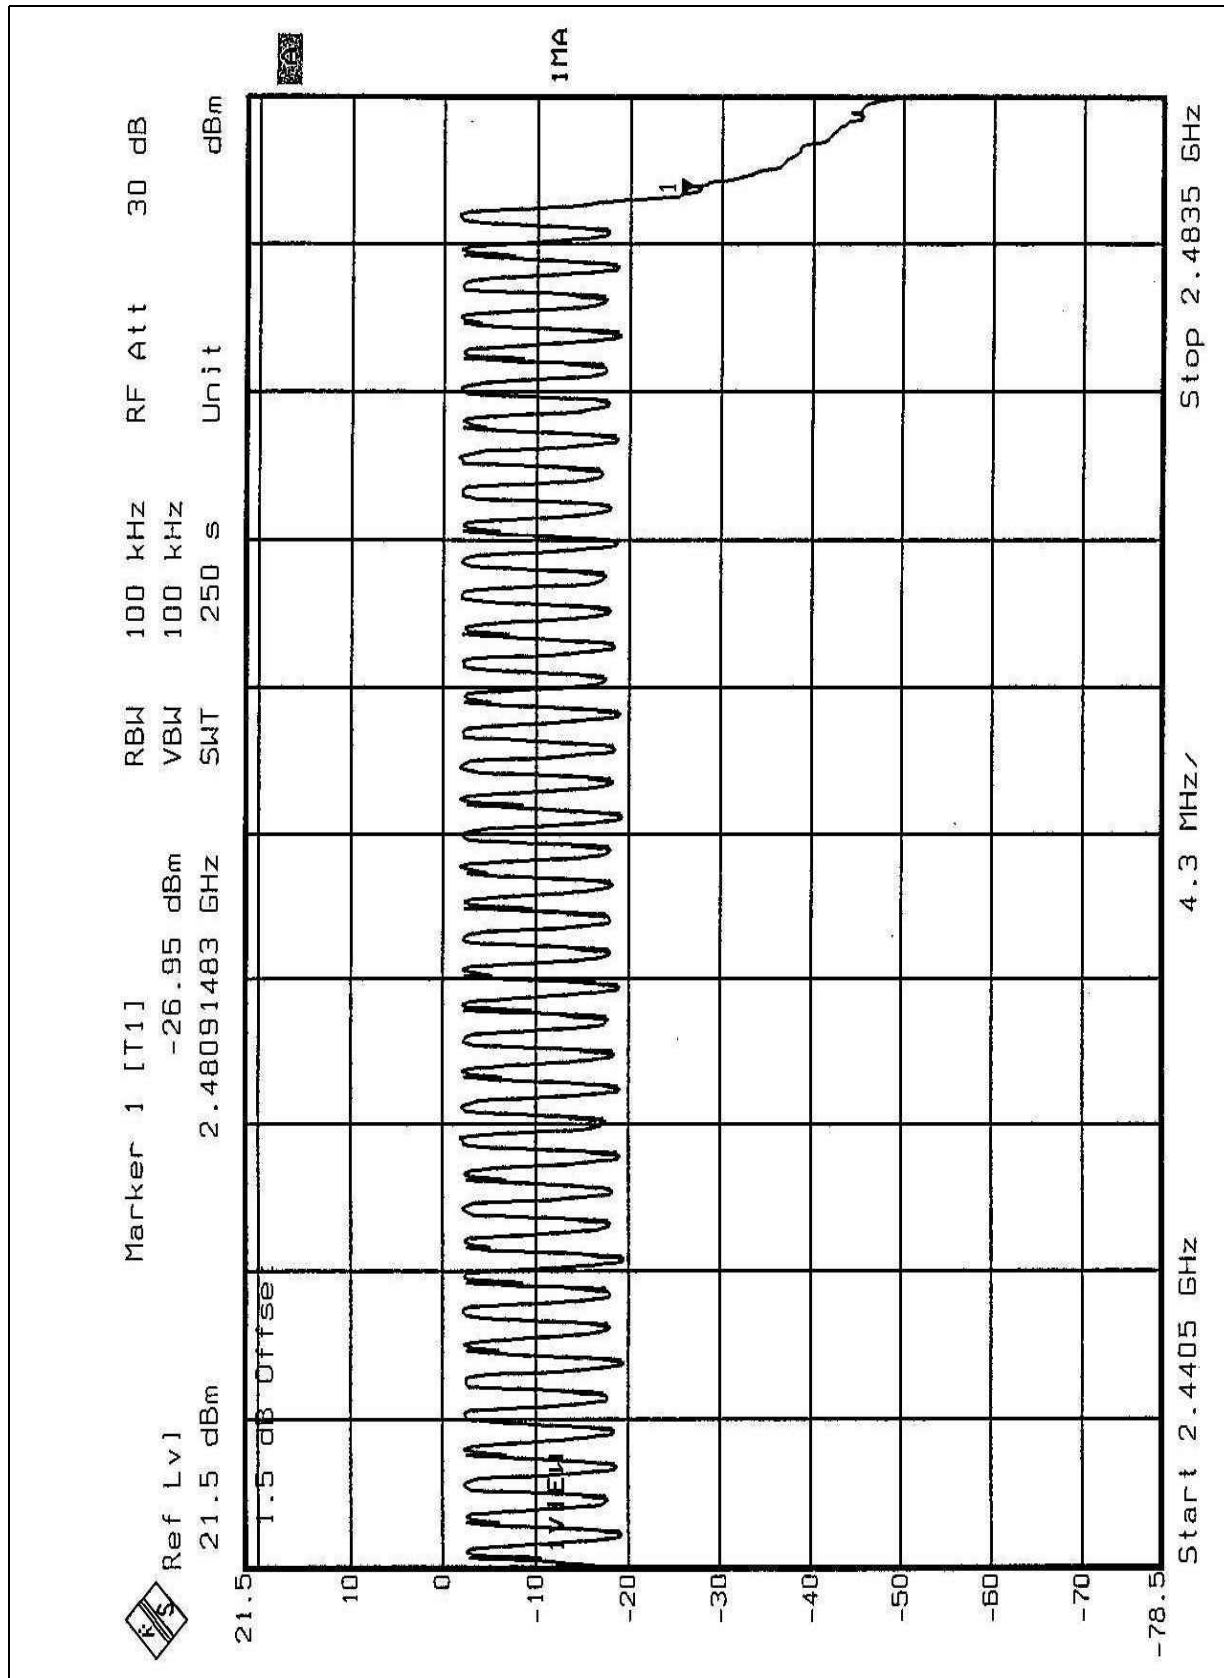 Marker 1 [T1] RBW 100 kHz RF Att 30 dB
Ref Lvl -26.95 dBm VBW 100 kHz
21.5 dBm 2.48091483 GHz SWT 250 s Unit dBm
21.5
1.5 dB Offset
A
10
0
-10
1VIEW 1MA
-20
1
-30
-40
-50
-60
-70
-78.5
Start 2.4405 GHz 4.3 MHz/ Stop 2.4835 GHz
R S